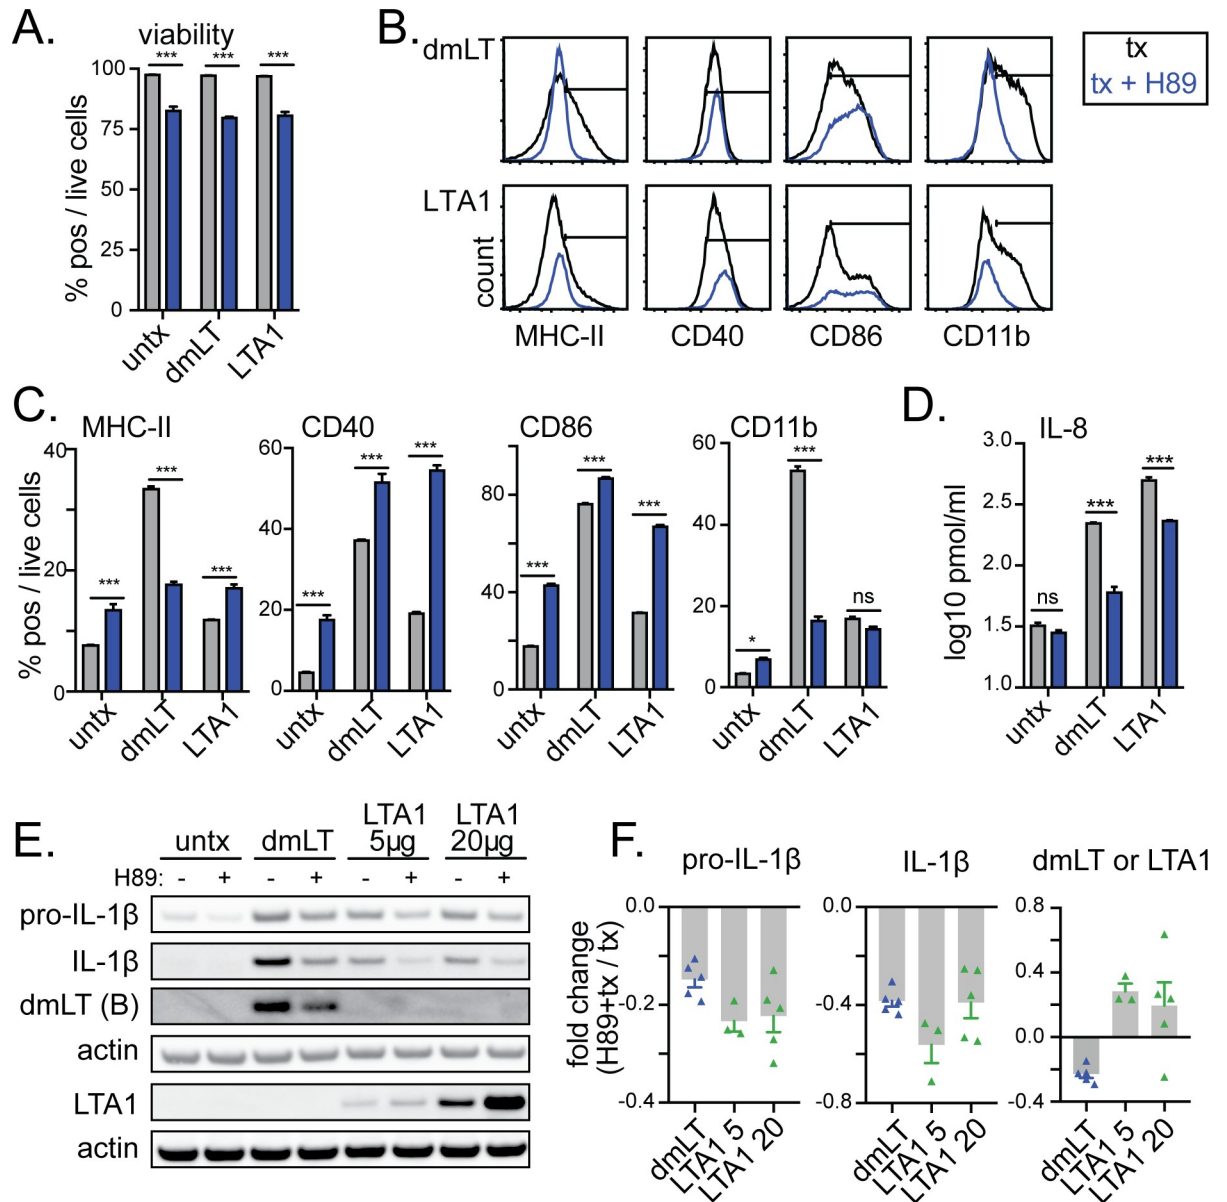 A.
viability
*** *** ***
100
75
50
25
0
% pos / live cells
untx dmLT LTA1
B.
dmLT
LTA1
count
MHC-II CD40 CD86 CD11b
tx
tx + H89
C.
MHC-II
40
20
0
% pos / live cells
*** *** ***
untx dmLT LTA1
CD40
60
40
20
0
*** *** ***
untx dmLT LTA1
CD86
80
40
0
*** *** ***
untx dmLT LTA1
CD11b
60
40
20
0
* *** ns
untx dmLT LTA1
D.
IL-8
3.0
2.5
2.0
1.5
1.0
log10 pmol/ml
ns *** ***
untx dmLT LTA1
E.
untx dmLT LTA1 5µg LTA1 20µg
H89: - + - + - + - +
pro-IL-1β
IL-1β
dmLT (B)
actin
LTA1
actin
F.
pro-IL-1β
0.0
-0.2
-0.4
fold change
(H89+tx / tx)
dmLT LTA1 5 LTA1 20
IL-1β
0.0
-0.4
-0.8
dmLT LTA1 5 LTA1 20
dmLT or LTA1
0.8
0.4
0.0
-0.4
dmLT LTA1 5 LTA1 20